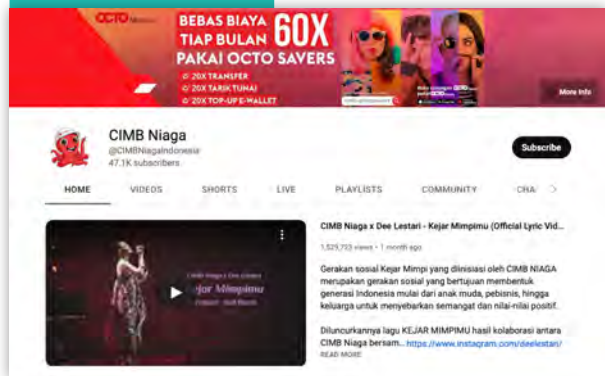 OCTO
BEBAS BIAYA
TIAP BULAN 60X
PAKAI OCTO SAVERS
20X TRANSFER
20X TARIK TUNAI
20X TOP-UP E-WALLET
More Info
CIMB Niaga
@CIMBNiagaIndonesia
47.1K subscribers
Subscribe
HOME VIDEOS SHORTS LIVE PLAYLISTS COMMUNITY CHA
CIMB Niaga x Dee Lestari
Kejar Mimpimu
CIMB Niaga x Dee Lestari - Kejar Mimpimu (Official Lyric Vid...
1,529,733 views • 1 month ago
Gerakan sosial Kejar Mimpi yang diinisiasi oleh CIMB NIAGA
merupakan gerakan sosial yang bertujuan membentuk
generasi Indonesia mulai dari anak muda, pebisnis, hingga
keluarga untuk menyebarkan semangat dan nilai-nilai positif.
Diluncurkannya lagu KEJAR MIMPIMU hasil kolaborasi antara
CIMB Niaga bersam... https://www.instagram.com/deelestari/
READ MORE